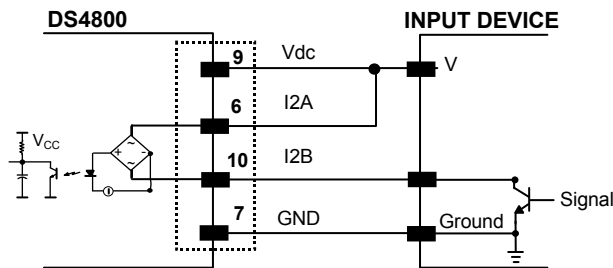 DS4800
INPUT DEVICE
9
Vdc
V
6
I2A
VCC
+
~
-
~
10
I2B
Signal
7
GND
Ground